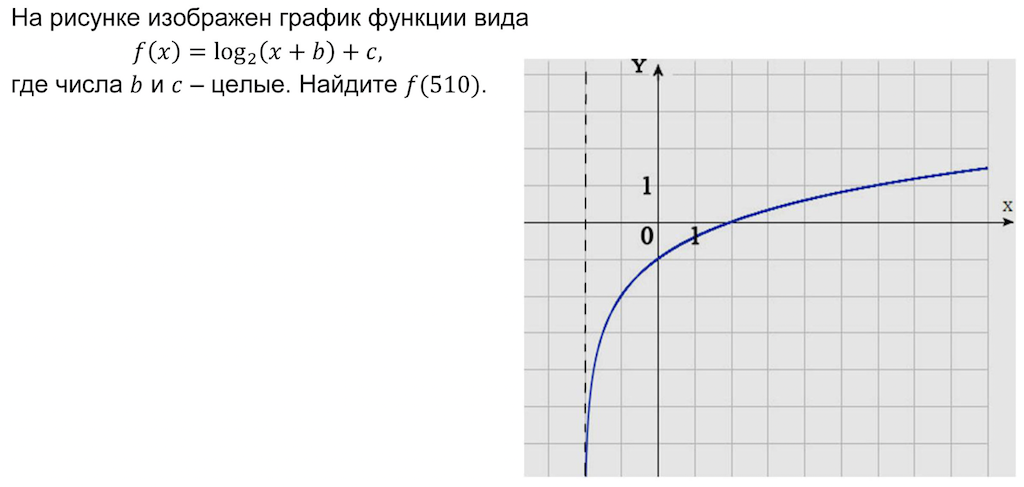 На рисунке изображен график функции вида
f(x) = log₂(x + b) + c,
где числа b и c – целые. Найдите f(510).
Y
1
X
0
1